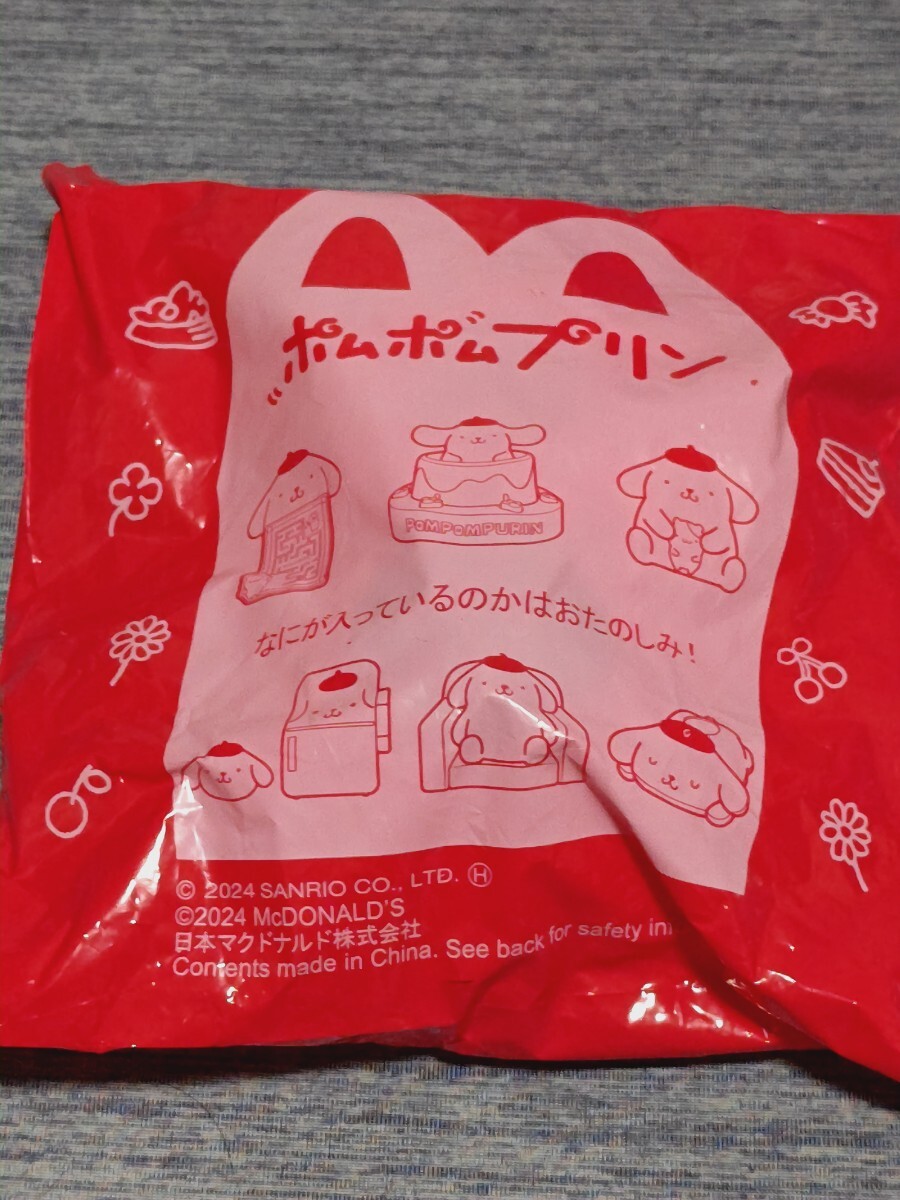 ポムポムプリン
POMPOMPURIN
なにが入っているのかはおたのしみ!
© 2024 SANRIO CO., LTD. Ⓗ
©2024 McDONALD'S
日本マクドナルド株式会社
Contents made in China. See back for safety